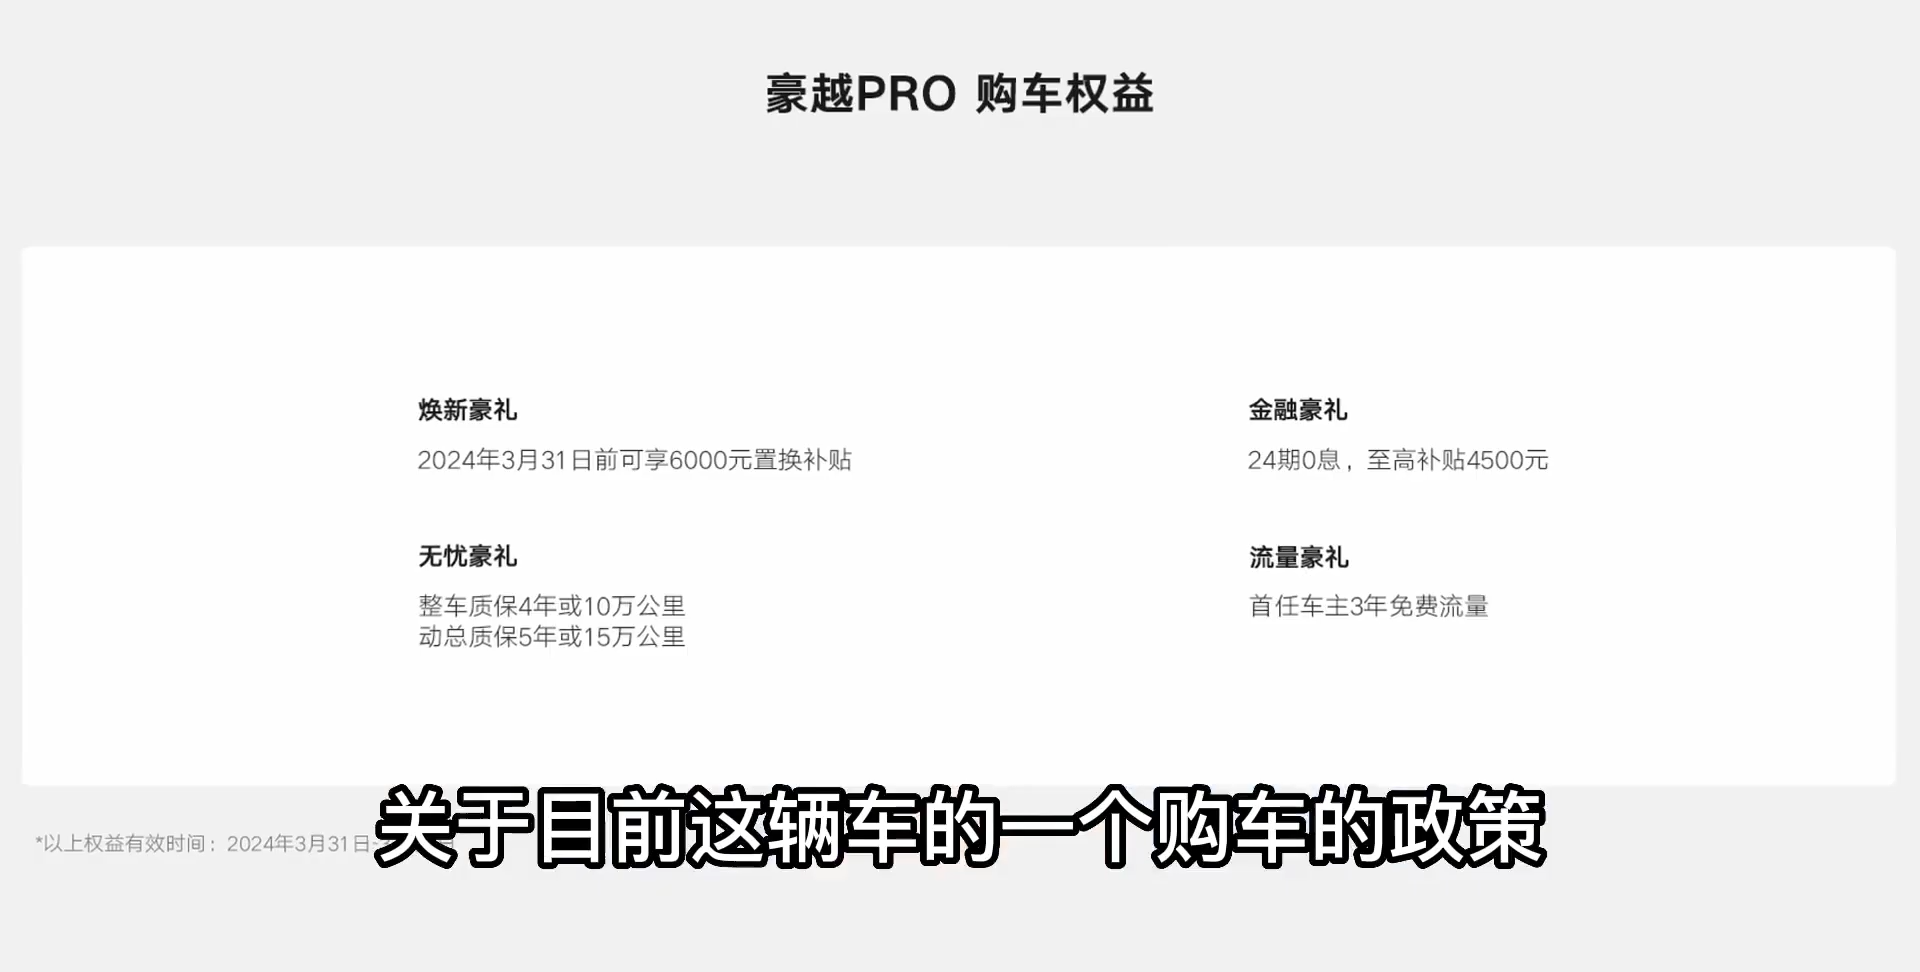 豪越PRO 购车权益
焕新豪礼
2024年3月31日前可享6000元置换补贴
金融豪礼
24期0息，至高补贴4500元
无忧豪礼
整车质保4年或10万公里
动总质保5年或15万公里
流量豪礼
首任车主3年免费流量
*以上权益有效时间：2024年3月31日
关于目前这辆车的一个购车的政策